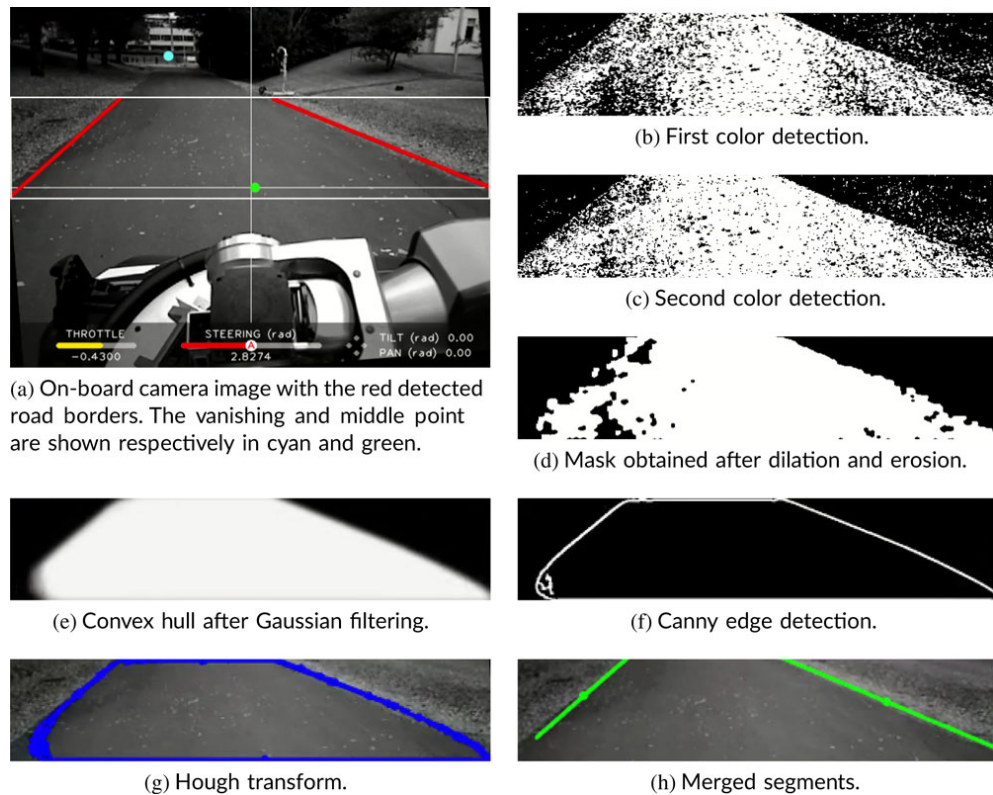 THROTTLE
-0.4300
STEERING (rad)
A
2.8274
TILT (rad) 0.00
PAN (rad) 0.00
(a) On-board camera image with the red detected
road borders. The vanishing and middle point
are shown respectively in cyan and green.
(b) First color detection.
(c) Second color detection.
(d) Mask obtained after dilation and erosion.
(e) Convex hull after Gaussian filtering.
(f) Canny edge detection.
(g) Hough transform.
(h) Merged segments.